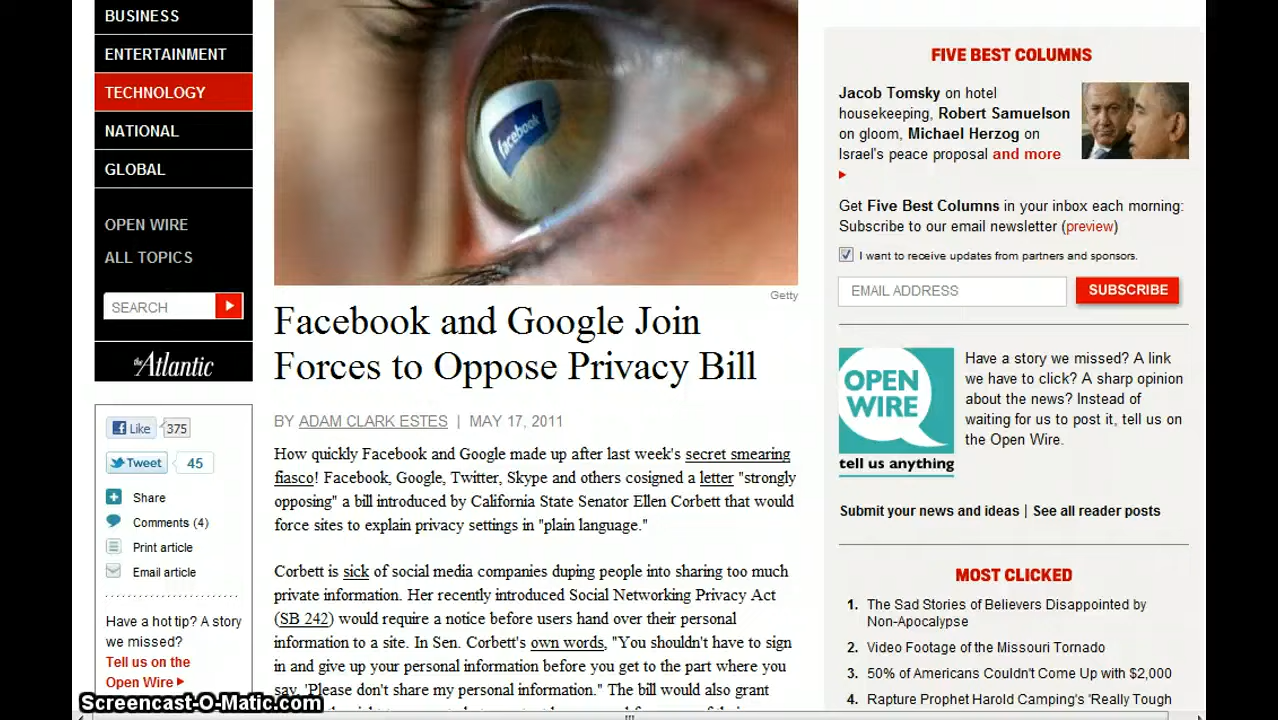 BUSINESS
ENTERTAINMENT
TECHNOLOGY
NATIONAL
GLOBAL
OPEN WIRE
ALL TOPICS
SEARCH
the Atlantic
Like 375
Tweet 45
Share
Comments (4)
Print article
Email article
Have a hot tip? A story
we missed?
Tell us on the
Open Wire
facebook
Getty
Facebook and Google Join
Forces to Oppose Privacy Bill
BY ADAM CLARK ESTES | MAY 17, 2011
How quickly Facebook and Google made up after last week's secret smearing
fiasco! Facebook, Google, Twitter, Skype and others cosigned a letter "strongly
opposing" a bill introduced by California State Senator Ellen Corbett that would
force sites to explain privacy settings in "plain language."
Corbett is sick of social media companies duping people into sharing too much
private information. Her recently introduced Social Networking Privacy Act
(SB 242) would require a notice before users hand over their personal
information to a site. In Sen. Corbett's own words, "You shouldn't have to sign
in and give up your personal information before you get to the part where you
say, 'Please don't share my personal information." The bill would also grant
FIVE BEST COLUMNS
Jacob Tomsky on hotel
housekeeping, Robert Samuelson
on gloom, Michael Herzog on
Israel's peace proposal and more
Get Five Best Columns in your inbox each morning:
Subscribe to our email newsletter (preview)
I want to receive updates from partners and sponsors.
EMAIL ADDRESS SUBSCRIBE
OPEN
WIRE
tell us anything
Have a story we missed? A link
we have to click? A sharp opinion
about the news? Instead of
waiting for us to post it, tell us on
the Open Wire.
Submit your news and ideas | See all reader posts
MOST CLICKED
1. The Sad Stories of Believers Disappointed by
Non-Apocalypse
2. Video Footage of the Missouri Tornado
3. 50% of Americans Couldn't Come Up with $2,000
4. Rapture Prophet Harold Camping's 'Really Tough
Screencast-O-Matic.com